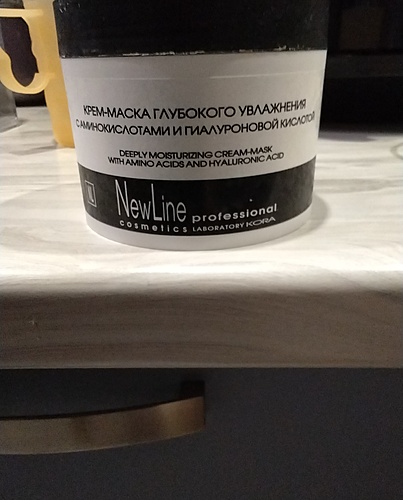 КРЕМ-МАСКА ГЛУБОКОГО УВЛАЖНЕНИЯ
С АМИНОКИСЛОТАМИ И ГИАЛУРОНОВОЙ КИСЛОТОЙ
DEEPLY MOISTURIZING CREAM-MASK
WITH AMINO ACIDS AND HYALURONIC ACID
NEWLINE professional
cosmetics LABORATORY KORA